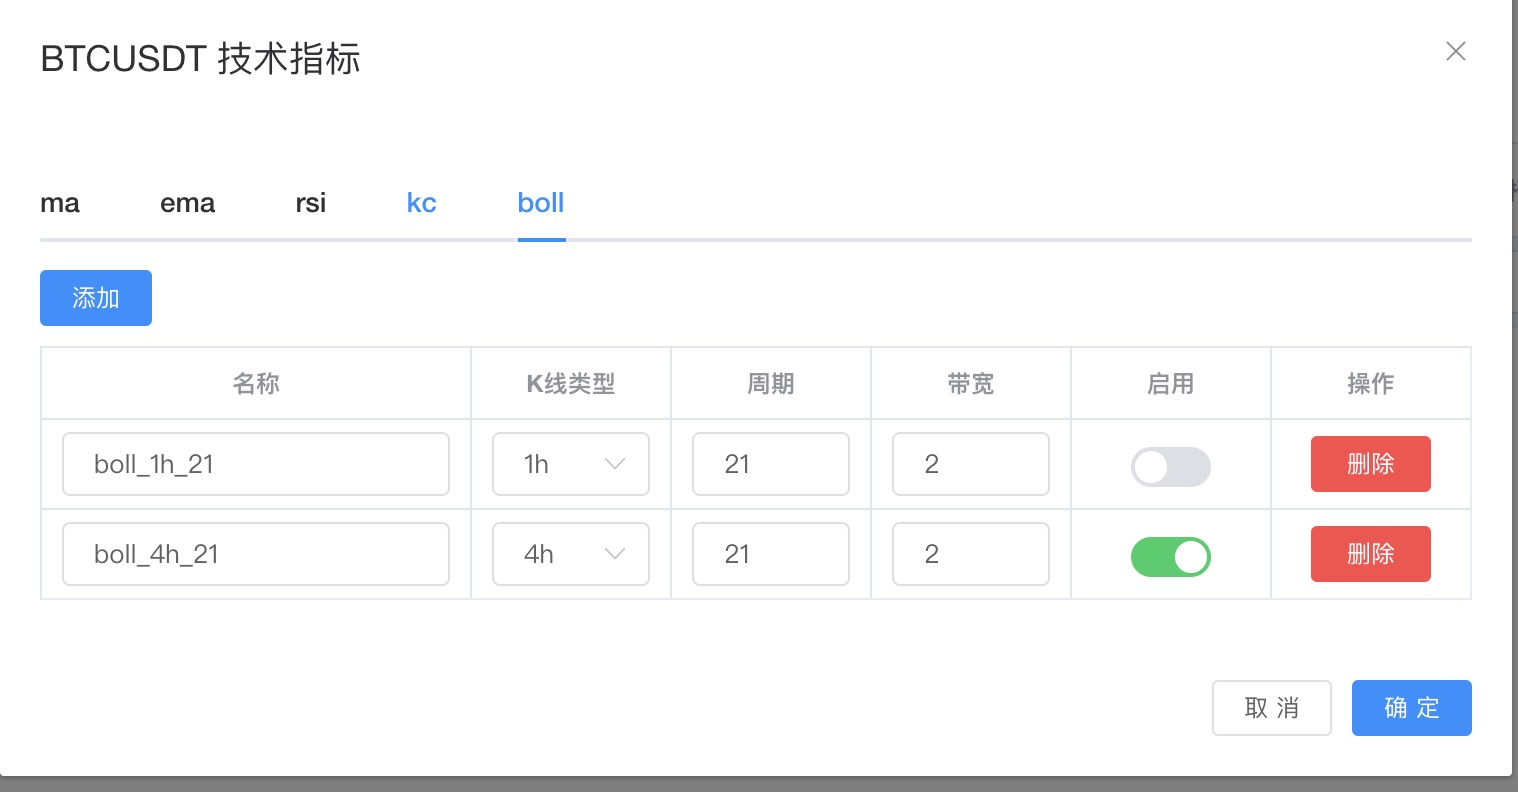 BTCUSDT 技术指标
ma ema rsi kc boll
添加
名称 K线类型 周期 带宽 启用 操作
boll_1h_21 1h 21 2 删除
boll_4h_21 4h 21 2 删除
取 消 确 定